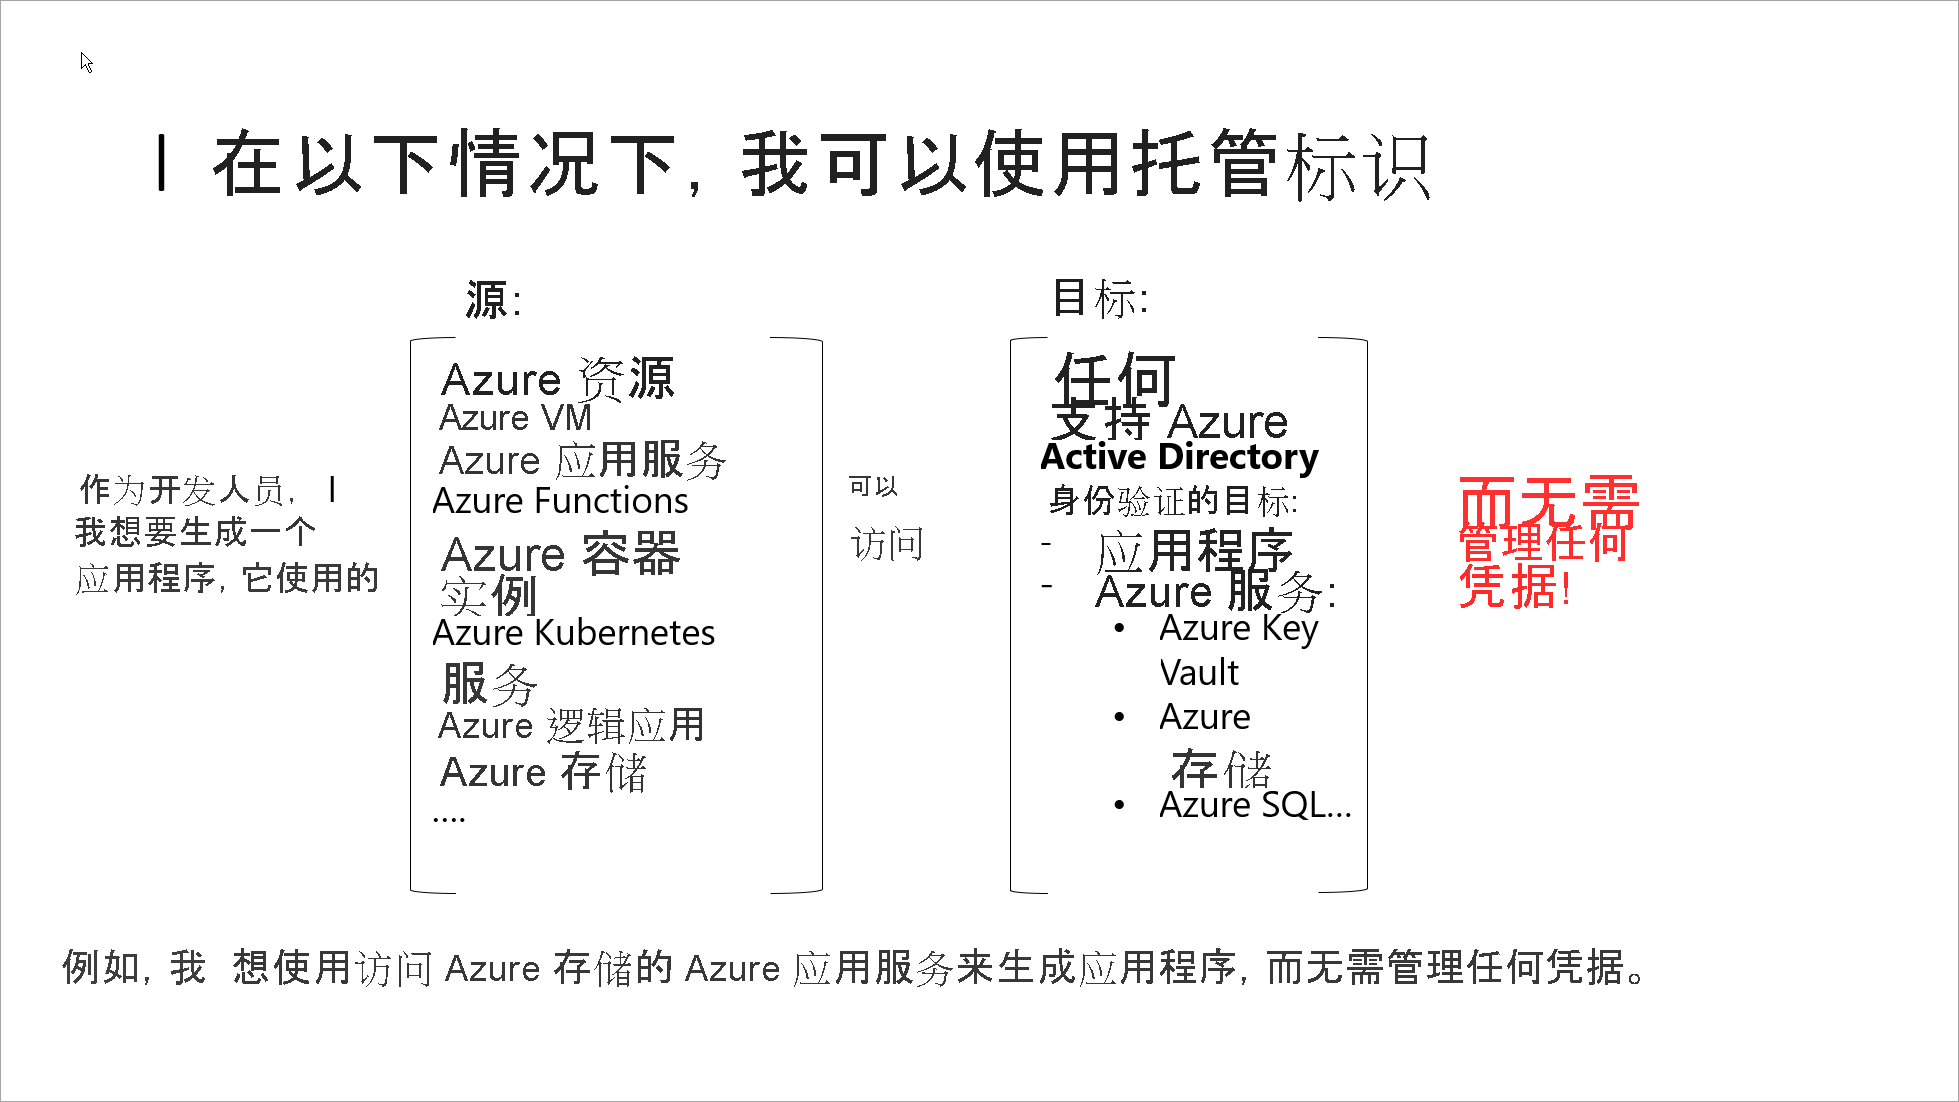 | 在以下情况下, 我可以使用托管标识
源:
Azure 资源
Azure VM
Azure 应用服务
Azure Functions
Azure 容器
实例
Azure Kubernetes
服务
Azure 逻辑应用
Azure 存储
....
作为开发人员, |
我想要生成一个
应用程序, 它使用的
可以
访问
目标:
任何
支持 Azure
Active Directory
身份验证的目标:
- 应用程序
- Azure 服务:
• Azure Key
Vault
• Azure
存储
• Azure SQL...
而无需
管理任何
凭据!
例如, 我 想使用访问 Azure 存储的 Azure 应用服务来生成应用程序, 而无需管理任何凭据。